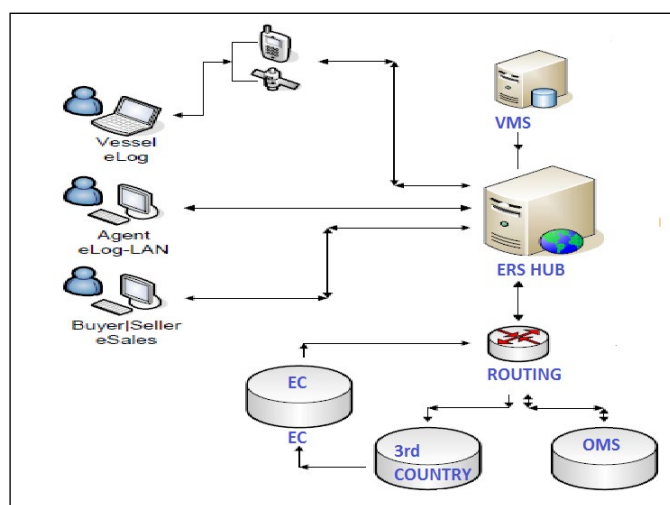 VMS
Vessel
eLog
Agent
eLog-LAN
ERS HUB
Buyer|Seller
eSales
ROUTING
EC
EC
3rd
COUNTRY
OMS